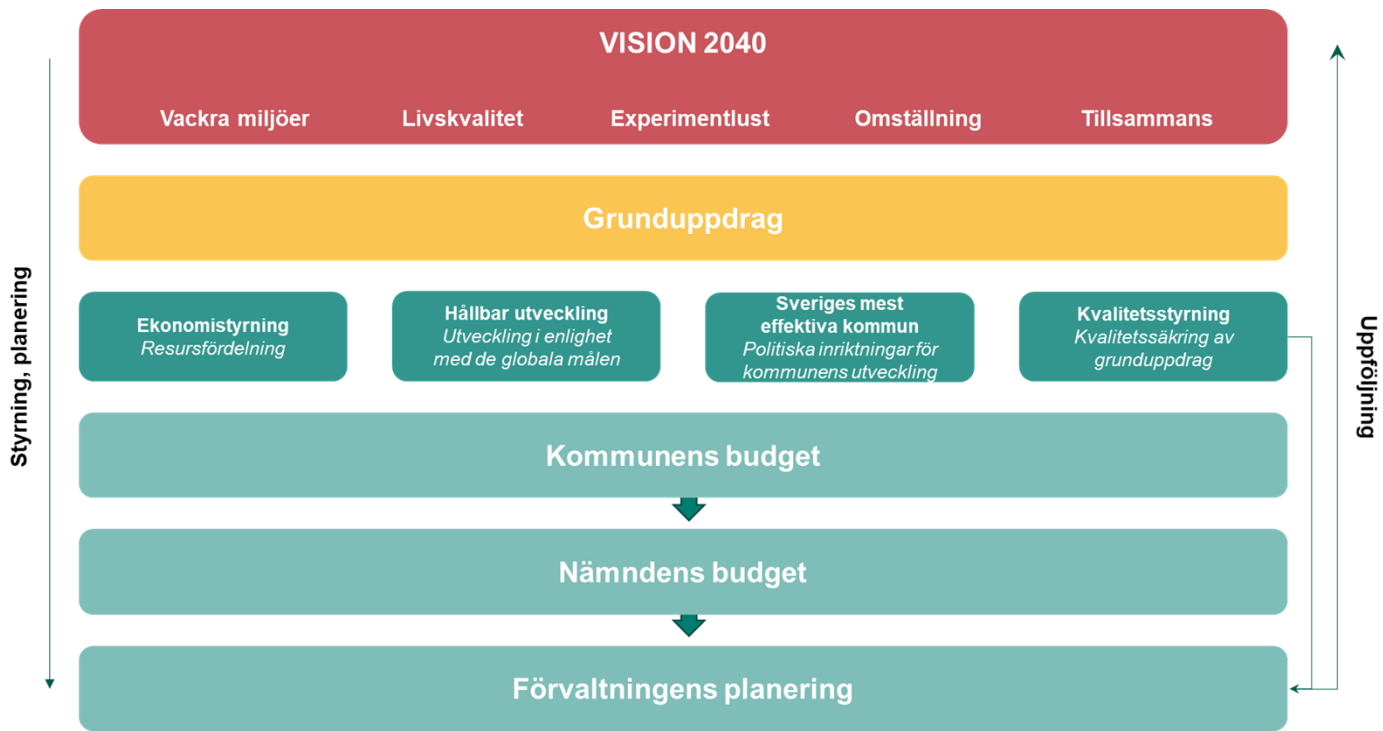 VISION 2040
Vackra miljöer Livskvalitet Experimentlust Omställning Tillsammans
Grunduppdrag
Styrning, planering
Ekonomistyrning
Resursfördelning
Hållbar utveckling
Utveckling i enlighet
med de globala målen
Sveriges mest
effektiva kommun
Politiska inriktningar för
kommunens utveckling
Kvalitetsstyrning
Kvalitetssäkring av
grunduppdrag
Uppföljning
Kommunens budget
Nämndens budget
Förvaltningens planering